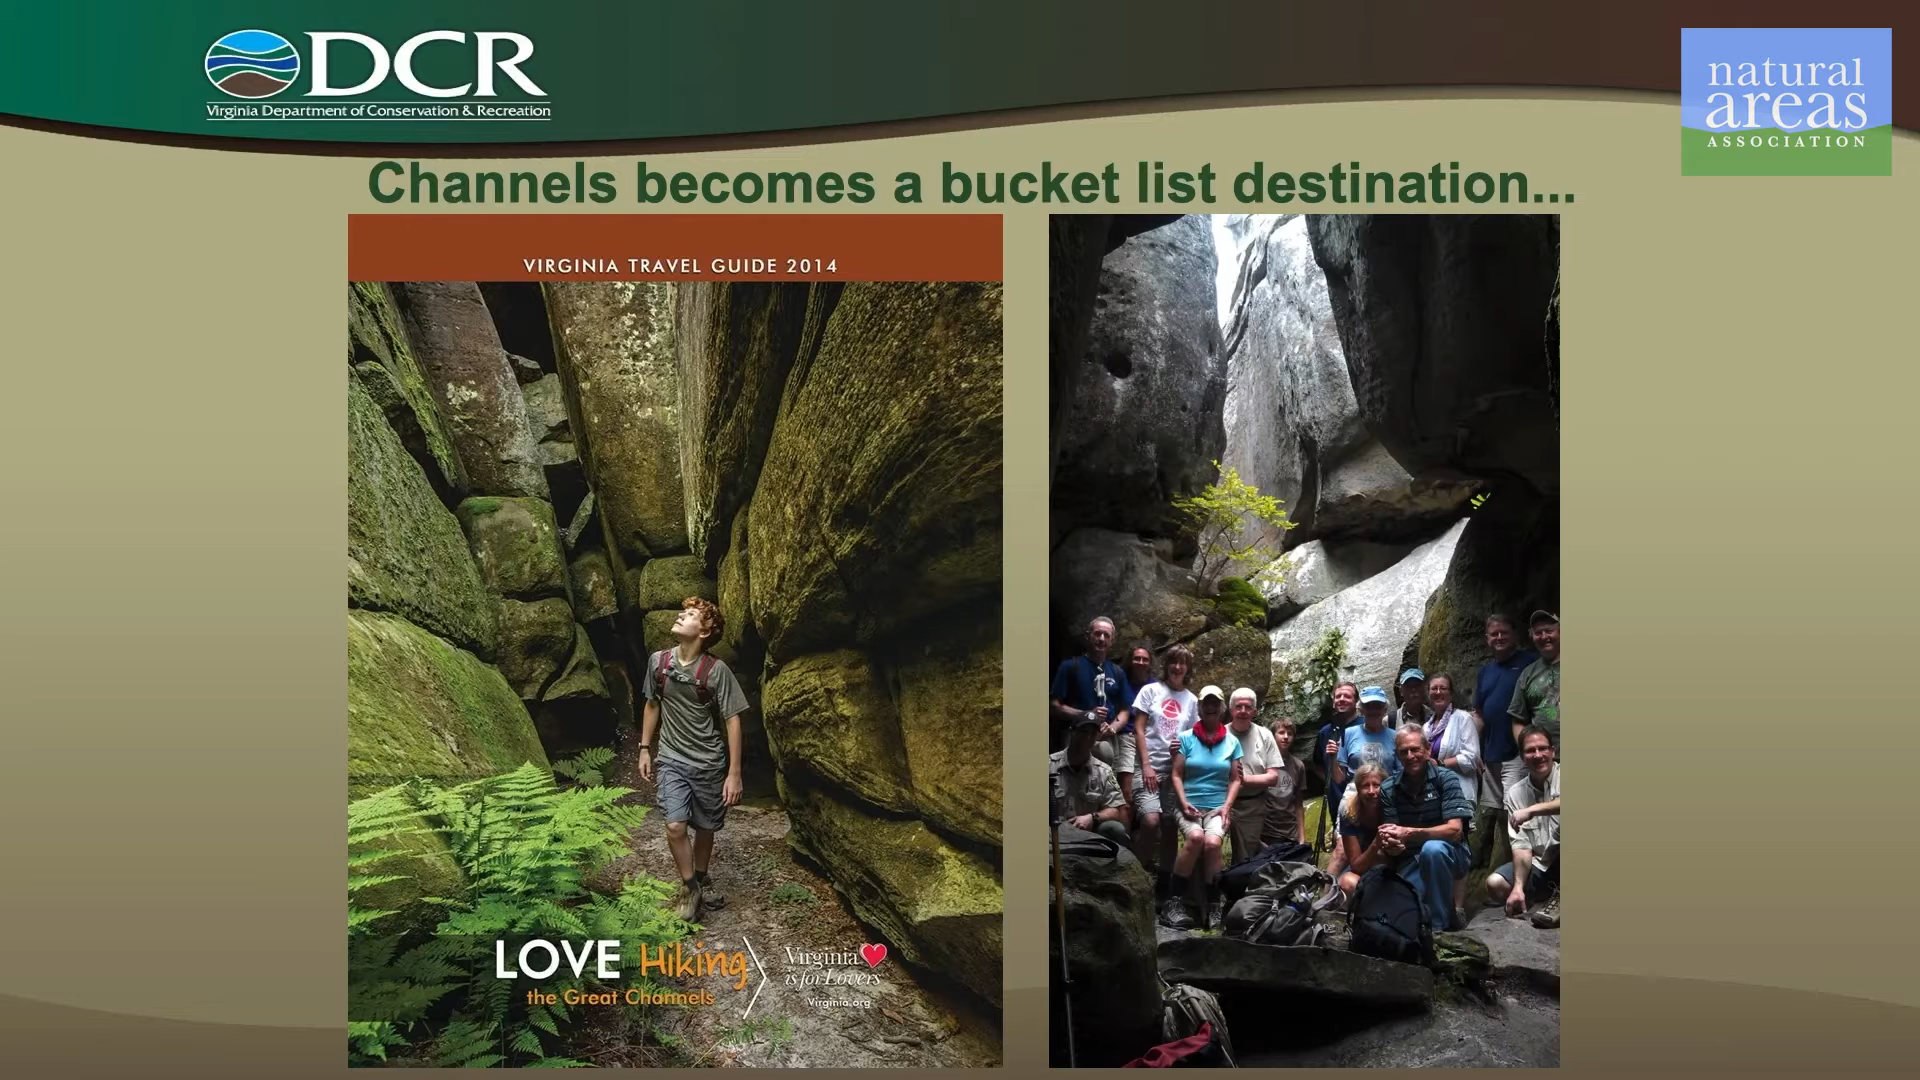 DCR
Virginia Department of Conservation & Recreation
natural
areas
ASSOCIATION
Channels becomes a bucket list destination...
VIRGINIA TRAVEL GUIDE 2014
LOVE Hiking
the Great Channels
Virginia
is for Lovers
Virginia.org